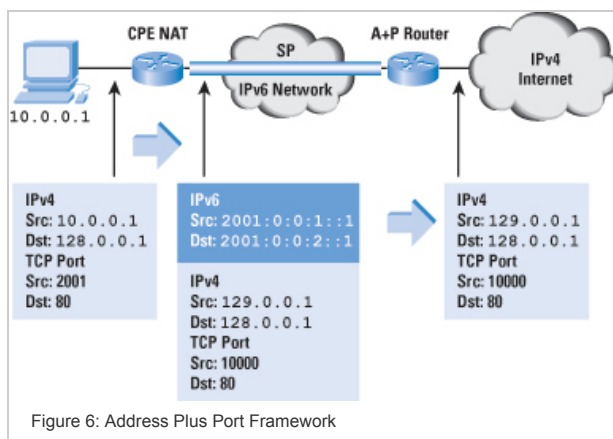 CPE NAT
SP
IPv6 Network
A+P Router
IPv4
Internet
10.0.0.1
IPv4
Src: 10.0.0.1
Dst: 128.0.0.1
TCP Port
Src: 2001
Dst: 80
IPv6
Src: 2001:0:0:1::1
Dst: 2001:0:0:2::1
IPv4
Src: 129.0.0.1
Dst: 128.0.0.1
TCP Port
Src: 10000
Dst: 80
IPv4
Src: 129.0.0.1
Dst: 128.0.0.1
TCP Port
Src: 10000
Dst: 80
Figure 6: Address Plus Port Framework